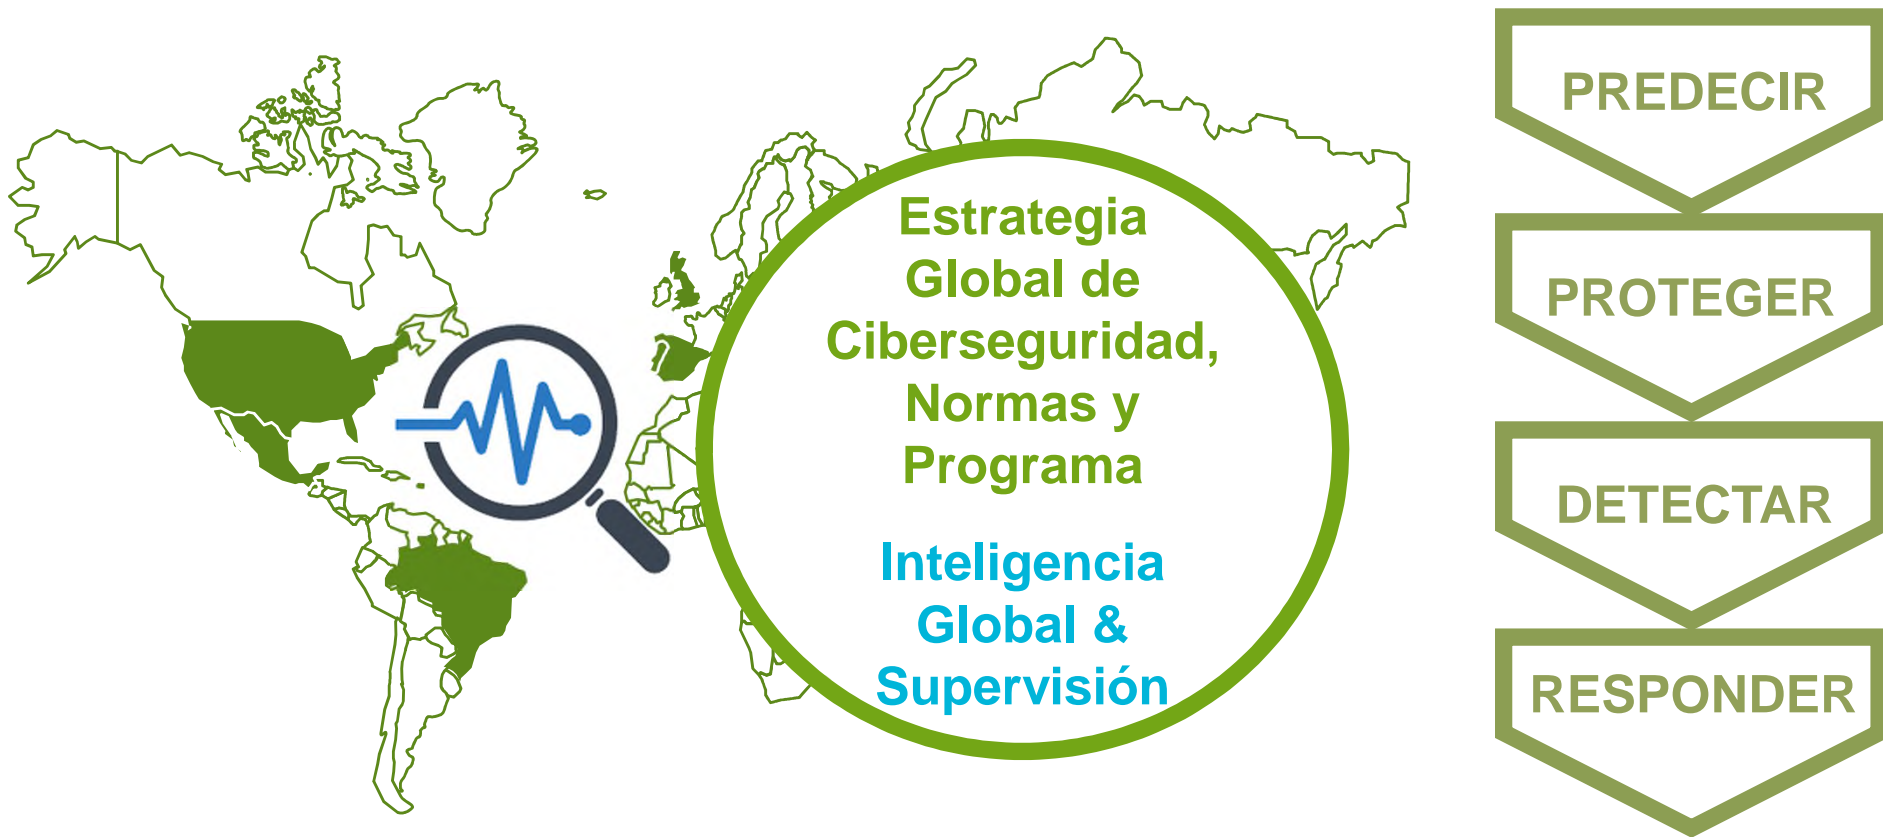 Estrategia
Global de
Ciberseguridad,
Normas y
Programa
Inteligencia
Global &
Supervisión
PREDECIR
PROTEGER
DETECTAR
RESPONDER